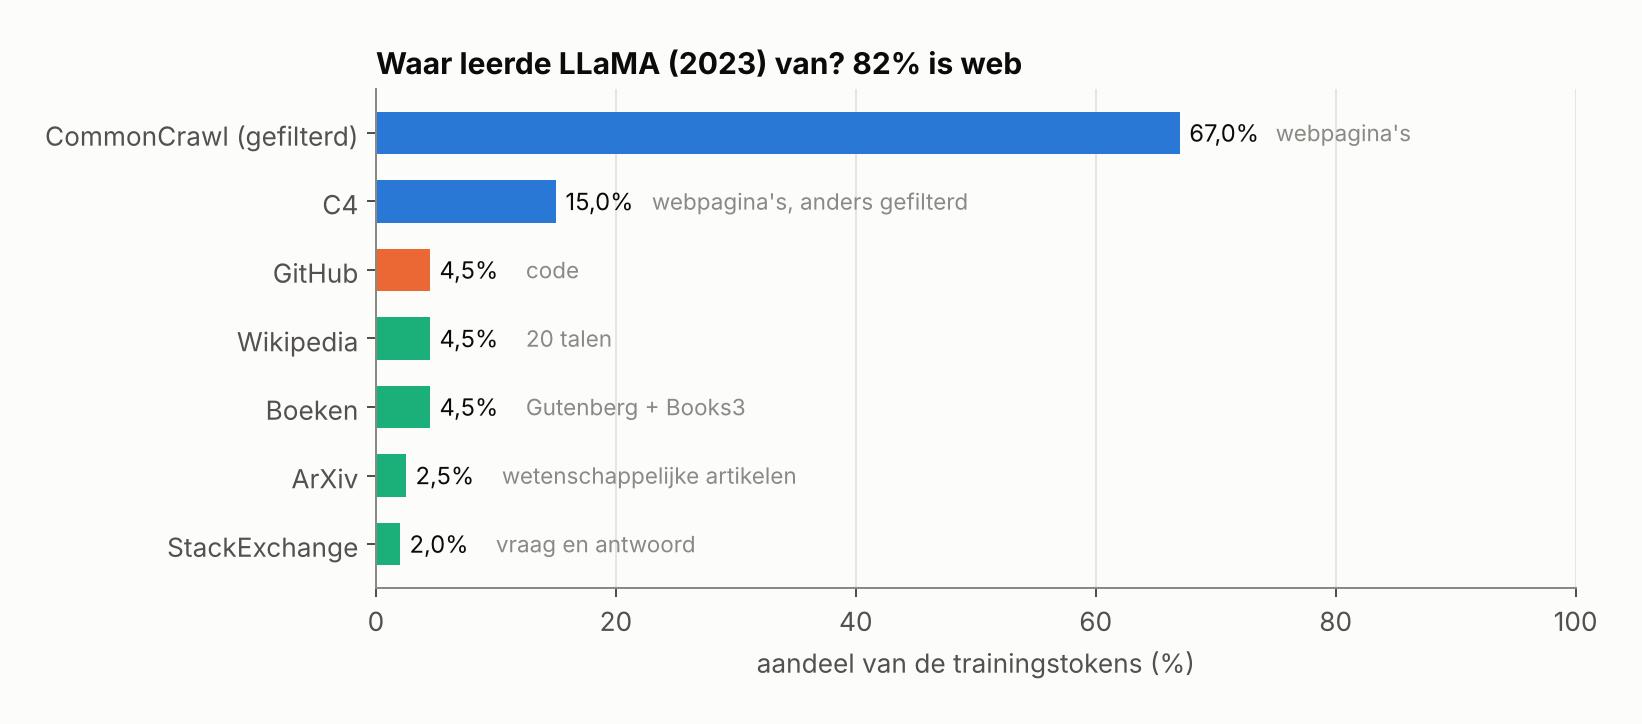 Waar leerde LLaMA (2023) van? 82% is web
CommonCrawl (gefilterd) 67,0% webpagina's
C4 15,0% webpagina's, anders gefilterd
GitHub 4,5% code
Wikipedia 4,5% 20 talen
Boeken 4,5% Gutenberg + Books3
ArXiv 2,5% wetenschappelijke artikelen
StackExchange 2,0% vraag en antwoord
0 20 40 60 80 100
aandeel van de trainingstokens (%)